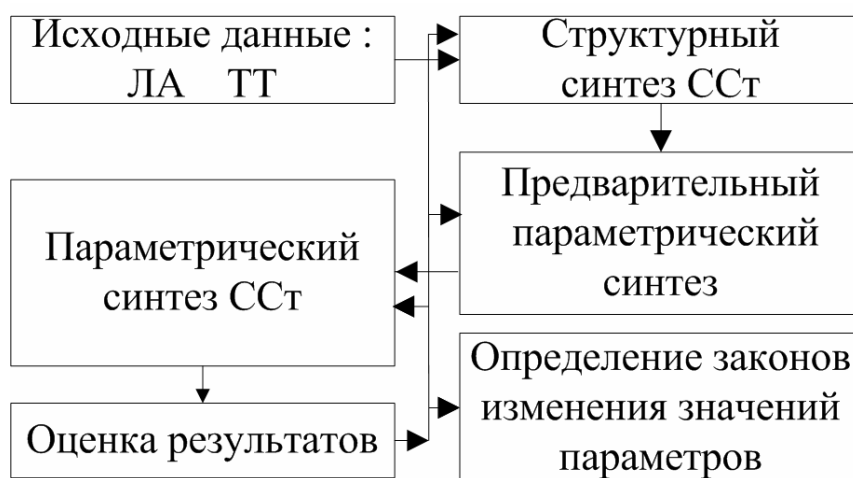 Исходные данные :
ЛА ТТ
Структурный
синтез ССт
Предварительный
параметрический
синтез
Параметрический
синтез ССт
Определение законов
изменения значений
параметров
Оценка результатов